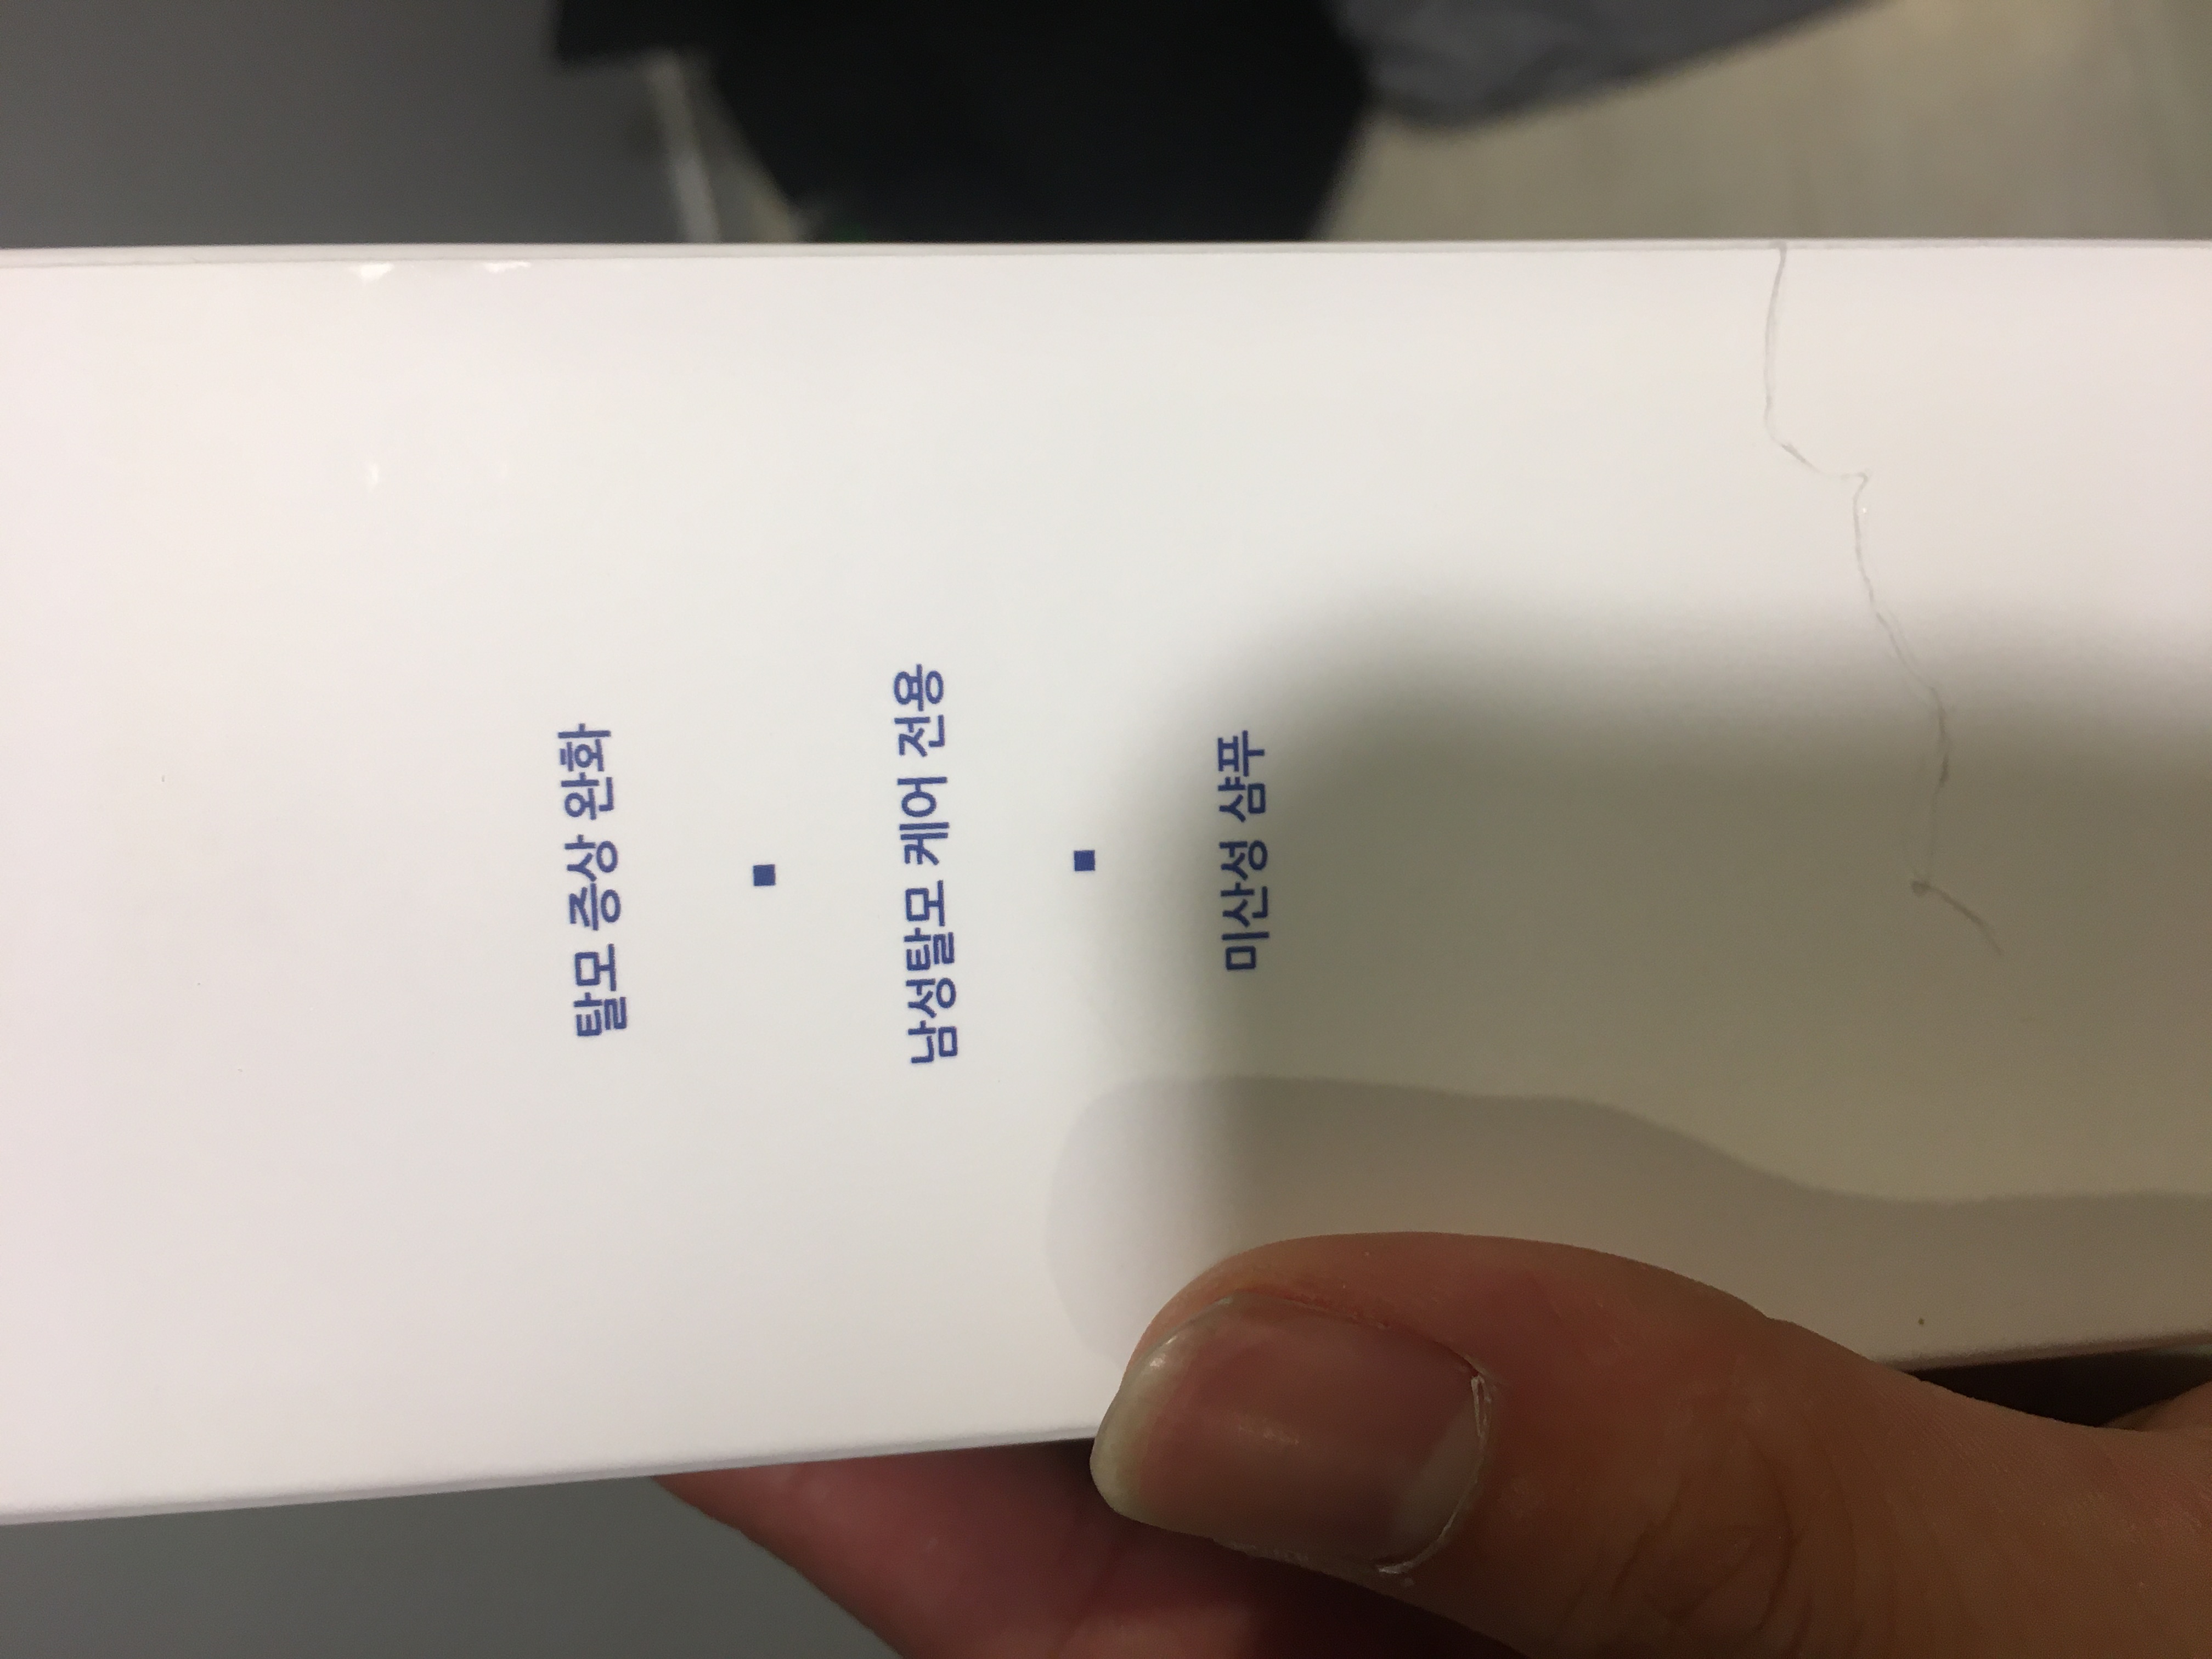 탈모 증상 완화
남성탈모 케어 전용
미산성 샴푸